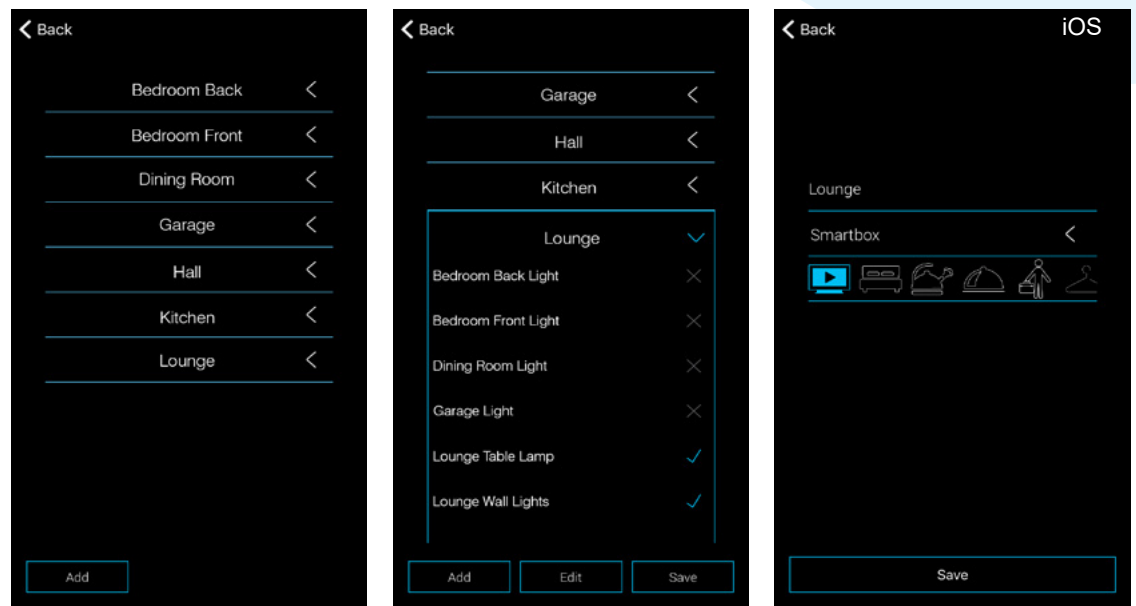 Back
Bedroom Back
Bedroom Front
Dining Room
Garage
Hall
Kitchen
Lounge
Add
Back
Garage
Hall
Kitchen
Lounge
Bedroom Back Light
Bedroom Front Light
Dining Room Light
Garage Light
Lounge Table Lamp
Lounge Wall Lights
Add Edit Save
Back iOS
Lounge
Smartbox
Save